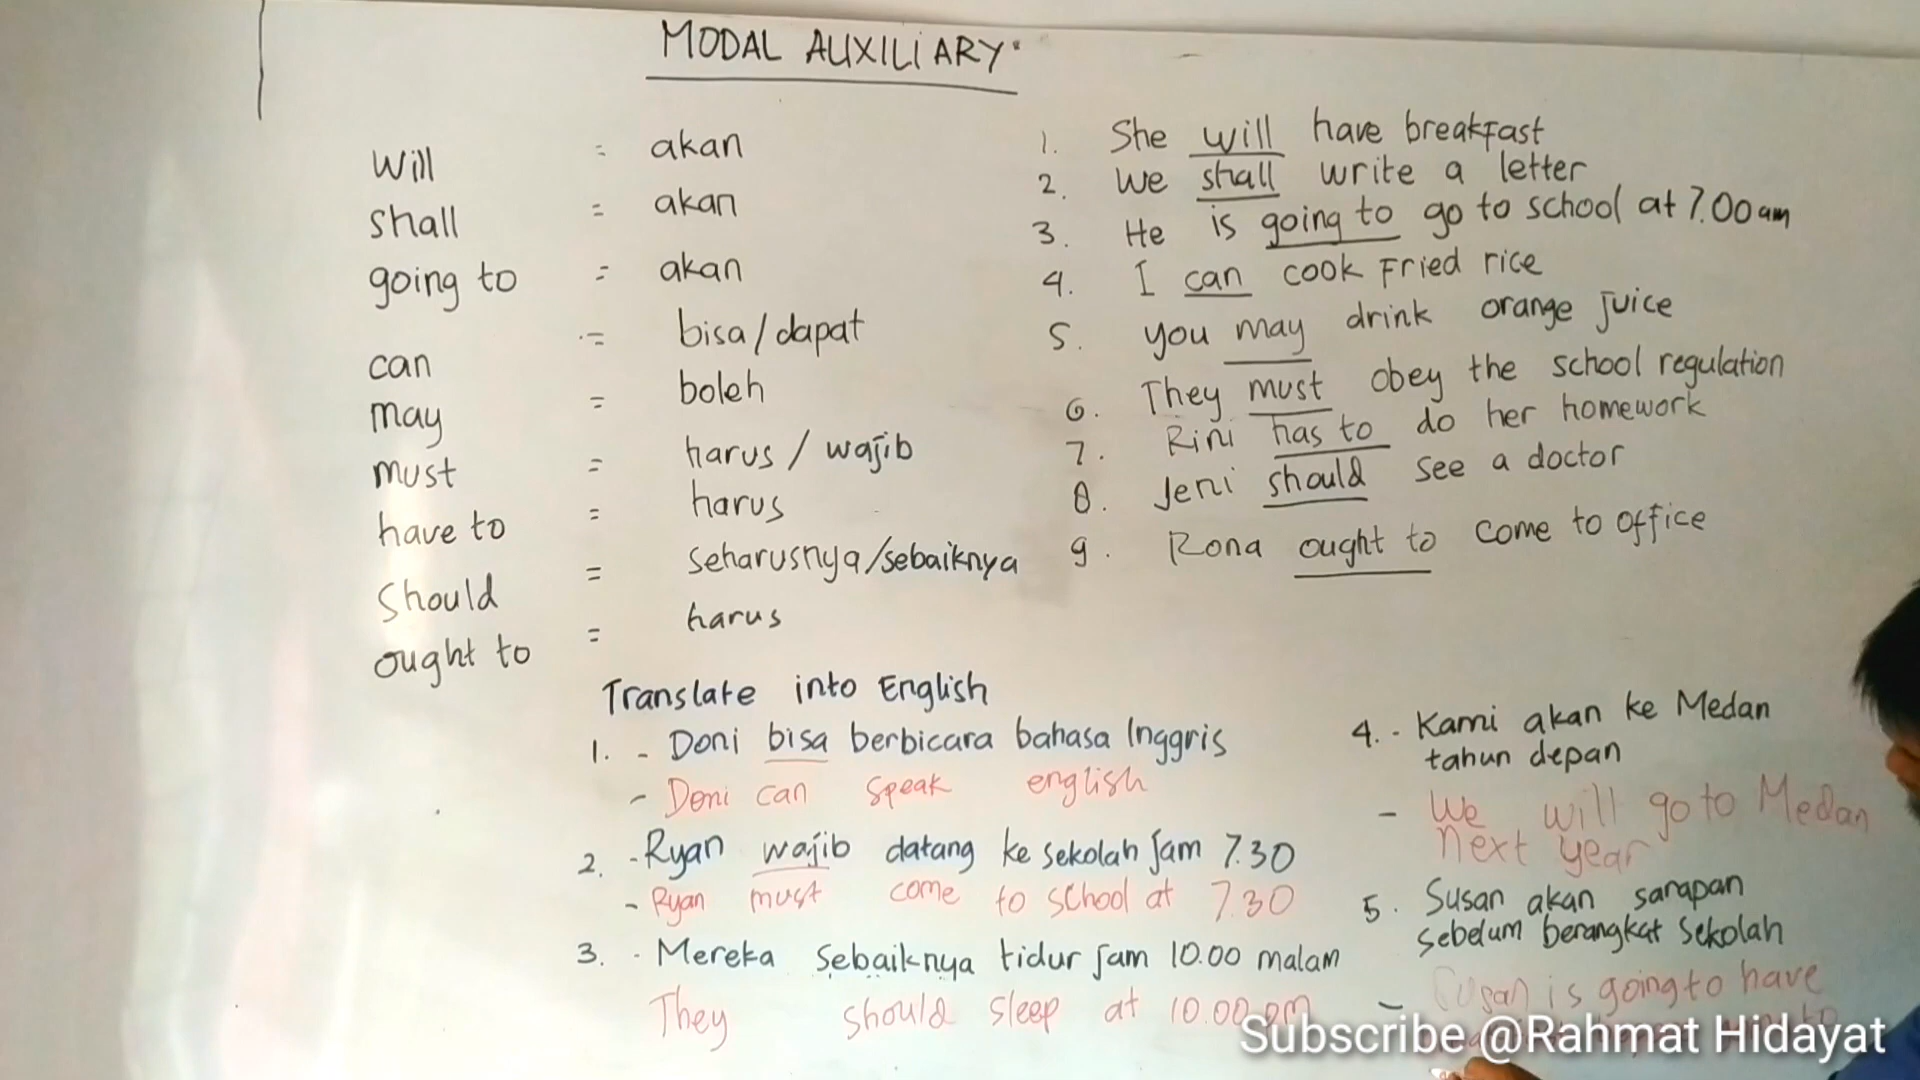 MODAL AUXILIARY
Will = akan
shall = akan
going to = akan
can = bisa/dapat
may = boleh
must = harus / wajib
have to = harus
Should = seharusnya/sebaiknya
ought to = harus
1. She will have breakfast
2. We shall write a letter
3. He is going to go to school at 7.00 am
4. I can cook Fried rice
5. you may drink orange juice
6. They must obey the school regulation
7. Rini has to do her homework
8. Jeni should see a doctor
9. Rona ought to come to office
Translate into English
1. - Doni bisa berbicara bahasa Inggris
- Doni can speak english
2. - Ryan wajib datang ke sekolah jam 7.30
- Ryan must come to school at 7.30
3. - Mereka sebaiknya tidur jam 10.00 malam
They should sleep at 10.00 pm
4. - Kami akan ke Medan
tahun depan
- We will go to Medan
next year
5. Susan akan sarapan
sebelum berangkat sekolah
- Susan is going to have
Subscribe @Rahmat Hidayat